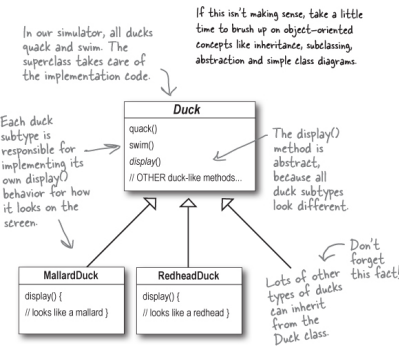 In our simulator, all ducks
quack and swim. The
superclass takes care of
the implementation code.
If this isn't making sense, take a little
time to brush up on object-oriented
concepts like inheritance, subclassing,
abstraction and simple class diagrams.
Each duck
subtype is
responsible for
implementing its
own display()
behavior for how
it looks on the
screen.
Duck
quack()
swim()
display()
// OTHER duck-like methods...
The display()
method is
abstract,
because all
duck subtypes
look different.
MallardDuck
display() {
// looks like a mallard }
RedheadDuck
display() {
// looks like a redhead }
Lots of other
types of ducks
can inherit
from the
Duck class.
Don't
forget
this fact!